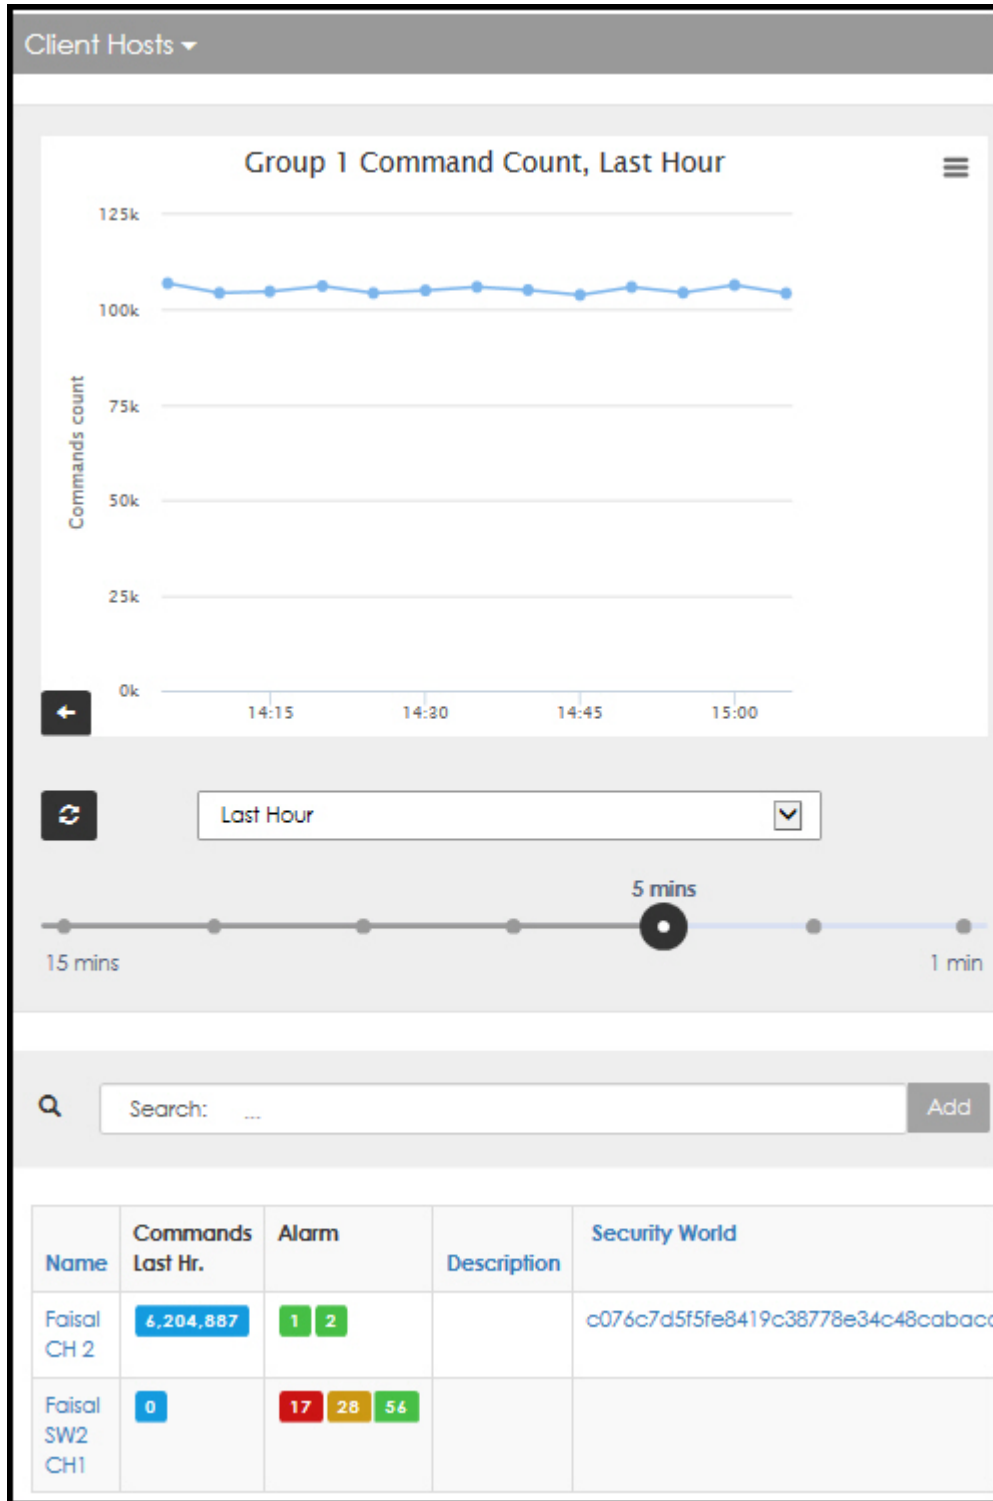 Client Hosts
Group 1 Command Count, Last Hour
125k
100k
75k
50k
25k
0k
Commands count
14:15
14:30
14:45
15:00
Last Hour
5 mins
15 mins
1 min
Search: ...
Add
Name
Commands Last Hr.
Alarm
Description
Security World
Faisal CH 2
6,204,887
1 2
c076c7d5f5fe8419c38778e34c48cabac
Faisal SW2 CH1
0
17 28 56